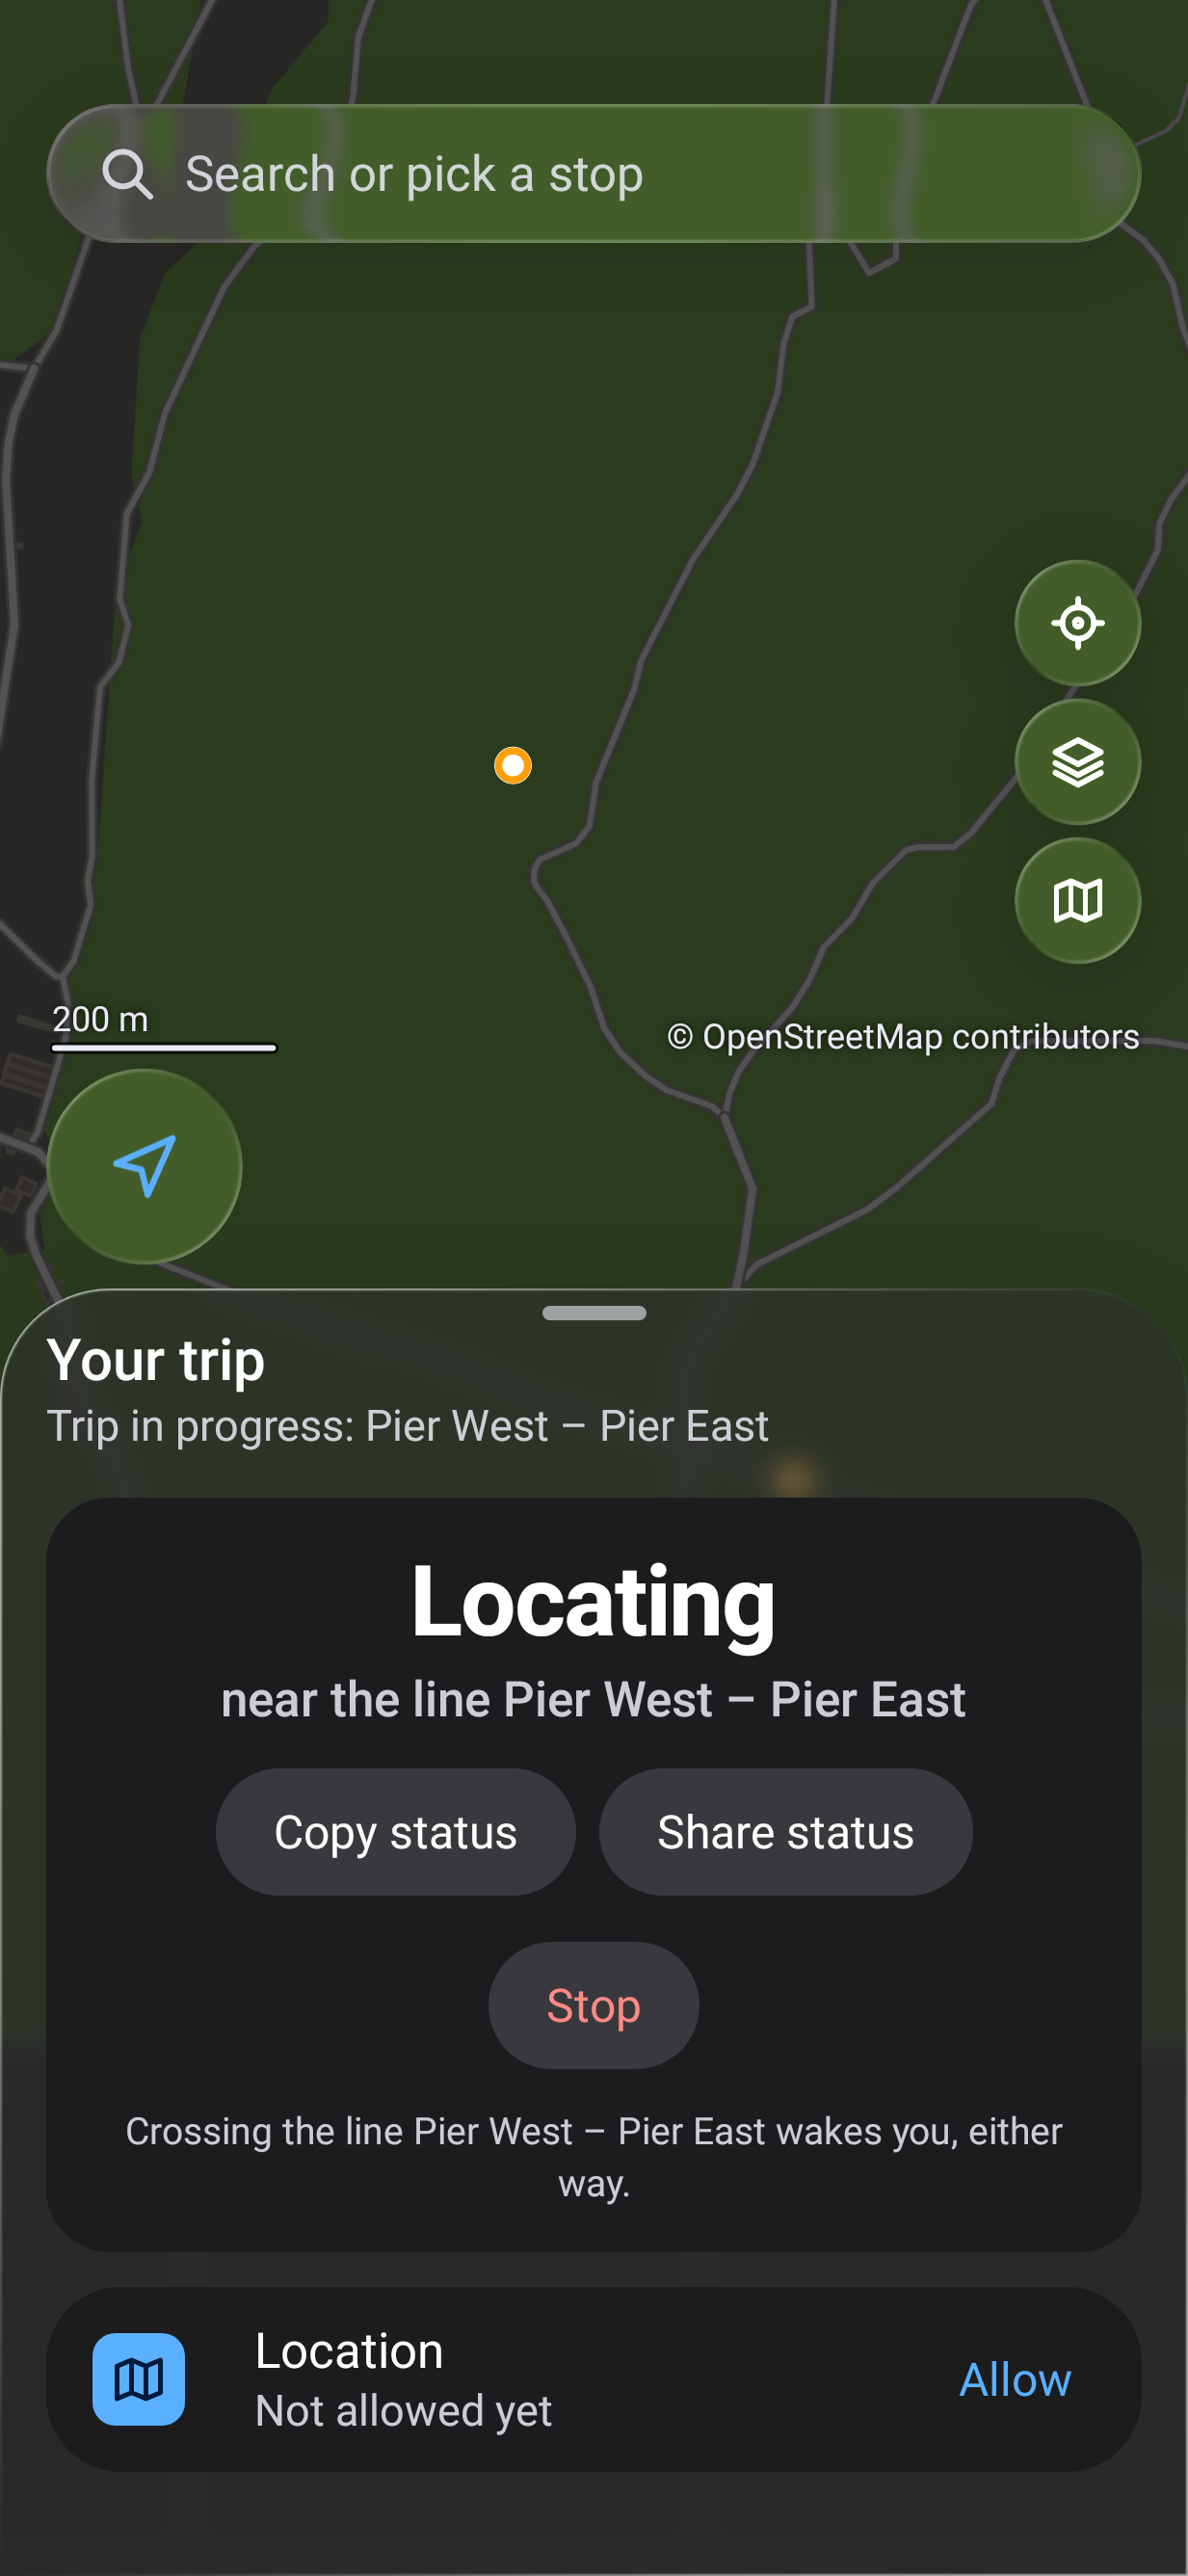 Search or pick a stop
200 m
© OpenStreetMap contributors
Your trip
Trip in progress: Pier West – Pier East
Locating
near the line Pier West – Pier East
Copy status
Share status
Stop
Crossing the line Pier West – Pier East wakes you, either
way.
Location
Not allowed yet
Allow